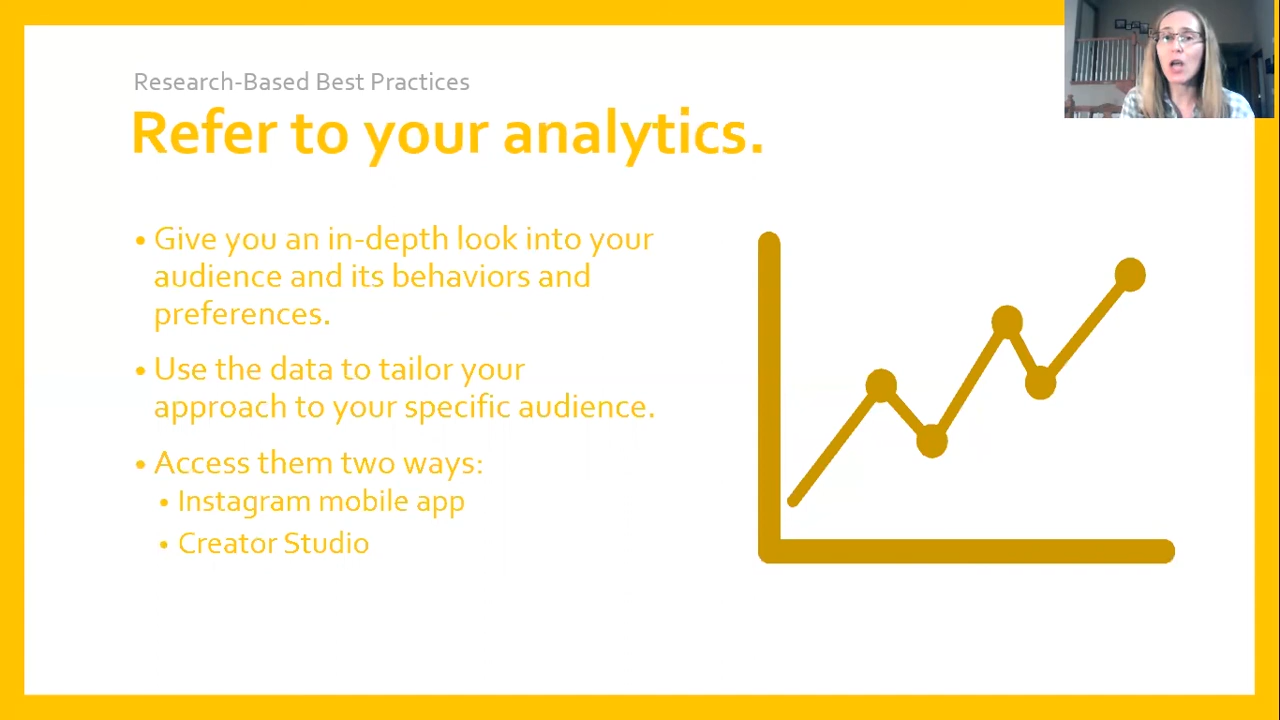 Research-Based Best Practices
Refer to your analytics.
• Give you an in-depth look into your
audience and its behaviors and
preferences.
• Use the data to tailor your
approach to your specific audience.
• Access them two ways:
• Instagram mobile app
• Creator Studio